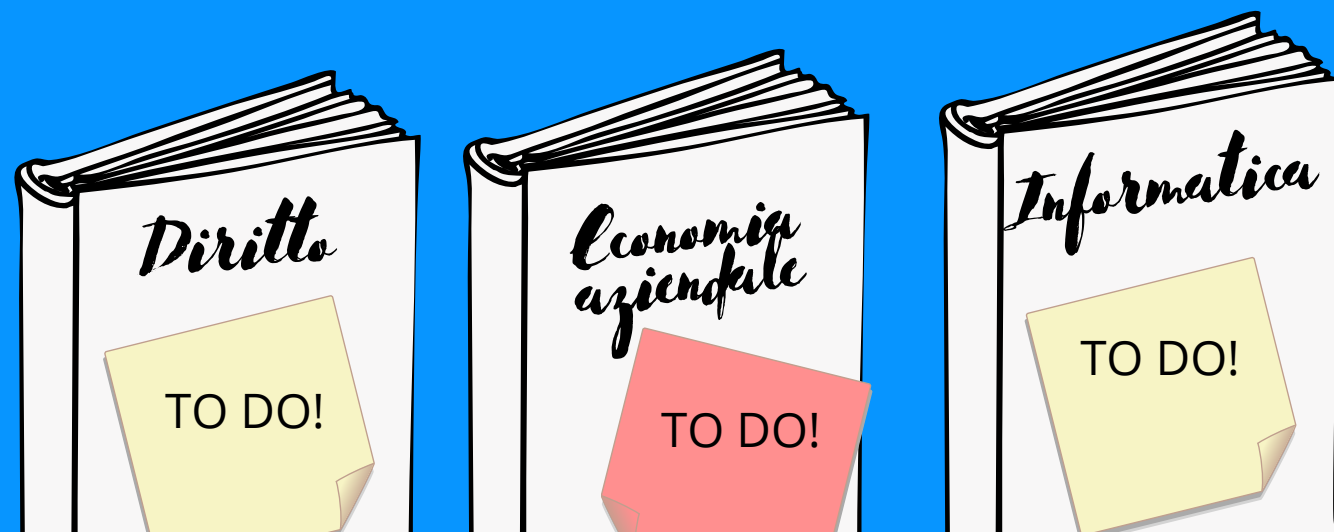 Diritto
TO DO!
Economia
aziendale
TO DO!
Informatica
TO DO!